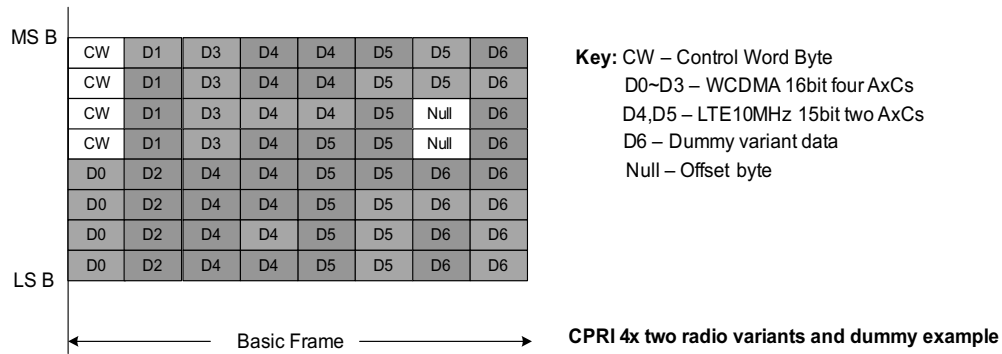 MS B
CW D1 D3 D4 D4 D5 D5 D6
CW D1 D3 D4 D4 D5 D5 D6
CW D1 D3 D4 D4 D5 Null D6
CW D1 D3 D4 D4 D5 Null D6
D0 D2 D4 D4 D5 D5 D6 D6
D0 D2 D4 D4 D5 D5 D6 D6
D0 D2 D4 D4 D5 D5 D6 D6
D0 D2 D4 D4 D5 D5 D6 D6
LS B
Basic Frame
Key: CW – Control Word Byte
D0~D3 – WCDMA 16bit four AxCs
D4,D5 – LTE10MHz 15bit two AxCs
D6 – Dummy variant data
Null – Offset byte
CPRI 4x two radio variants and dummy example